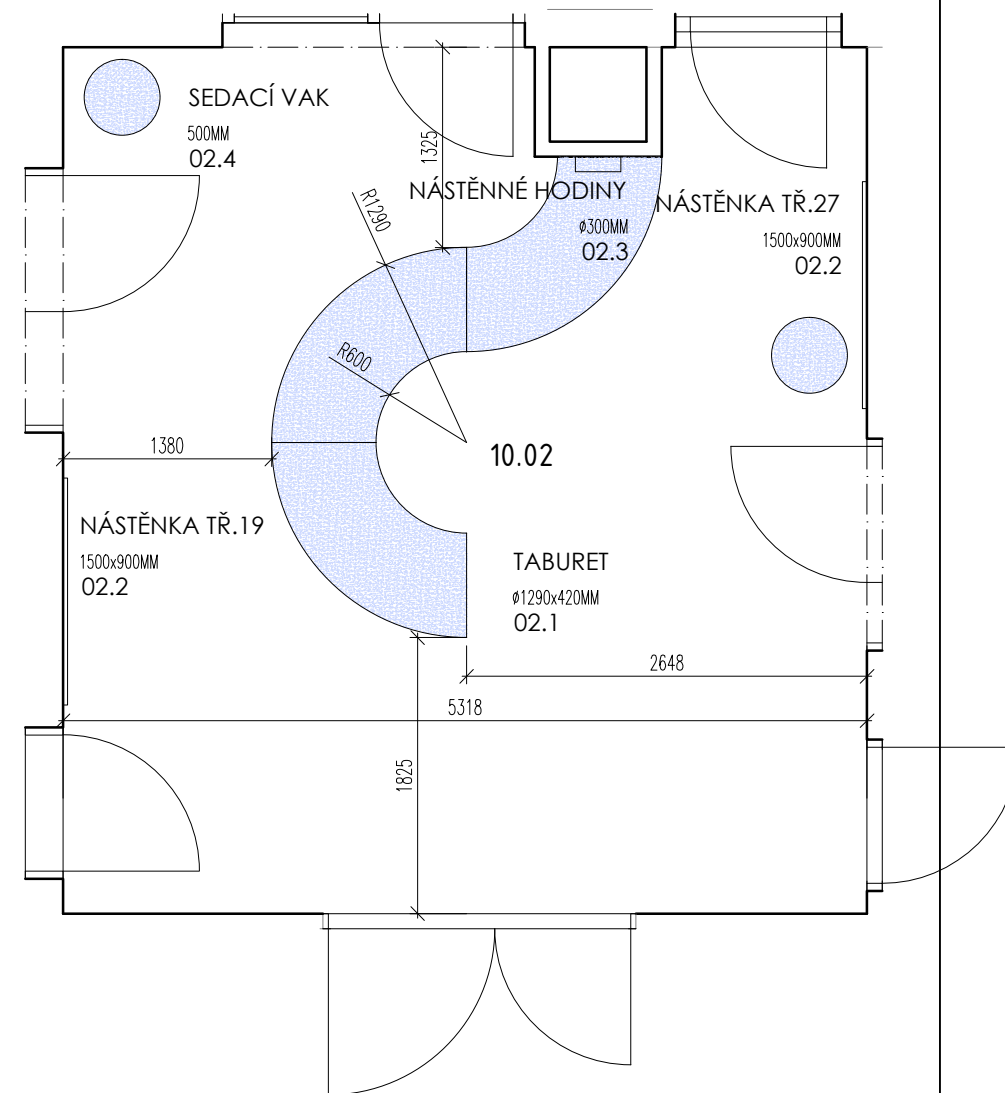 SEDACÍ VAK
500MM
02.4
1325
NÁSTĚNNÉ HODINY
ø300MM
02.3
NÁSTĚNKA TŘ.27
1500x900MM
02.2
R1290
R600
1380
10.02
NÁSTĚNKA TŘ.19
1500x900MM
02.2
TABURET
ø1290x420MM
02.1
2648
5318
1825